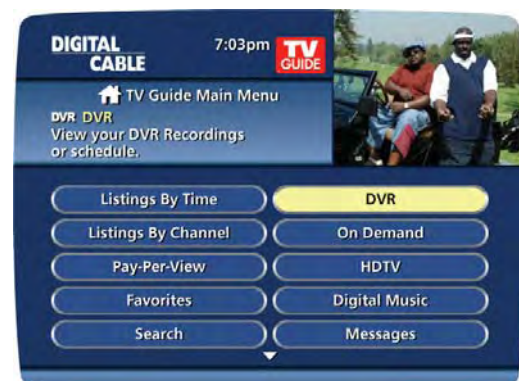 DIGITAL
CABLE
7:03pm
TV
GUIDE
TV Guide Main Menu
DVR DVR
View your DVR Recordings
or schedule.
Listings By Time
DVR
Listings By Channel
On Demand
Pay-Per-View
HDTV
Favorites
Digital Music
Search
Messages